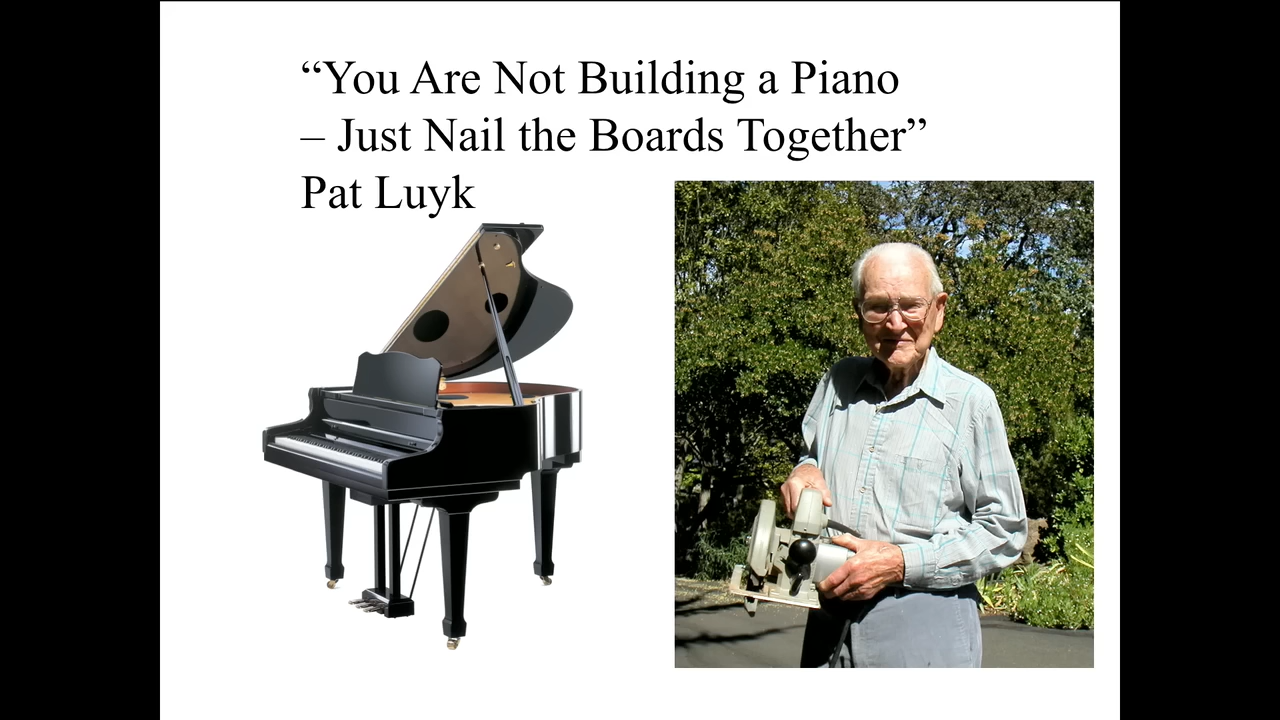 “You Are Not Building a Piano
– Just Nail the Boards Together”
Pat Luyk